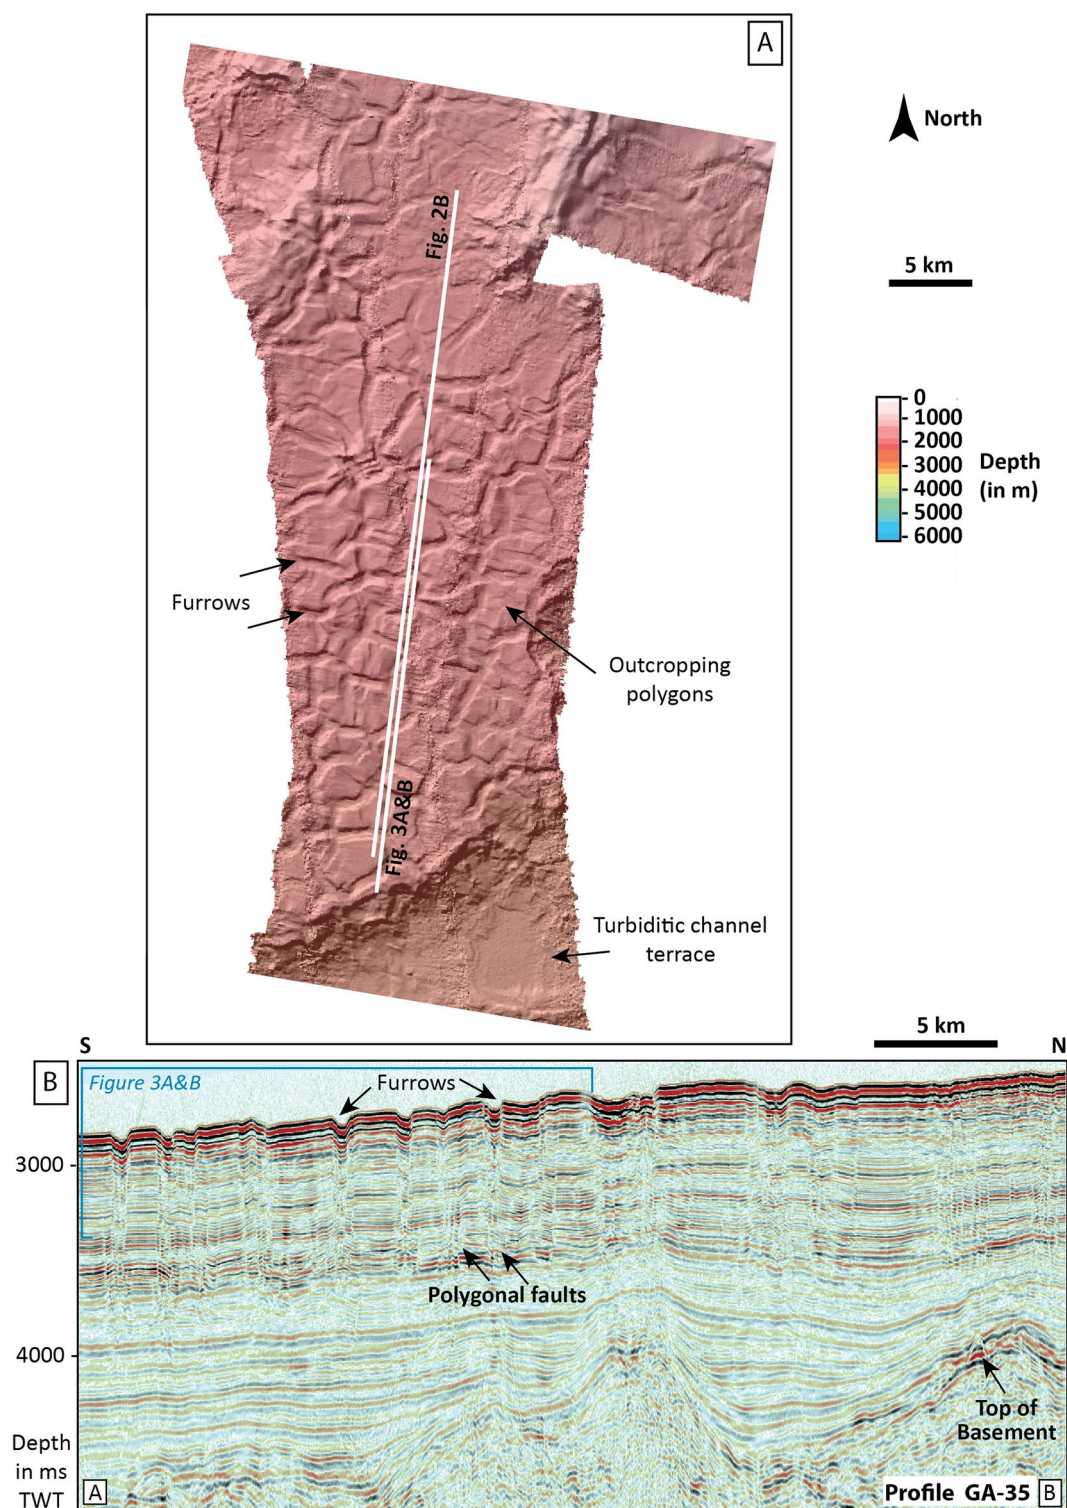 A
North
5 km
Fig. 2B
0
1000
2000
3000
4000
5000
6000
Depth
(in m)
Furrows
Outcropping
polygons
Fig. 3A&B
Turbiditic channel
terrace
5 km
S
N
B
Figure 3A&B
Furrows
3000
Polygonal faults
4000
Top of
Basement
Depth
in ms
TWT
A
Profile GA-35
B